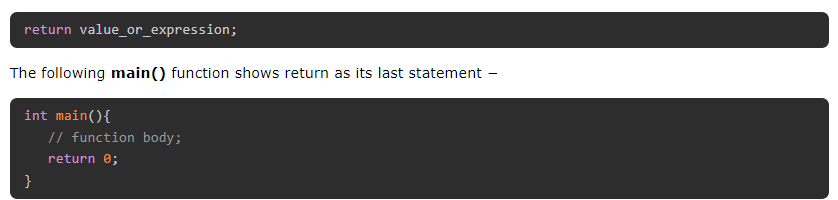 return value_or_expression;
The following main() function shows return as its last statement −
int main(){
// function body;
return 0;
}